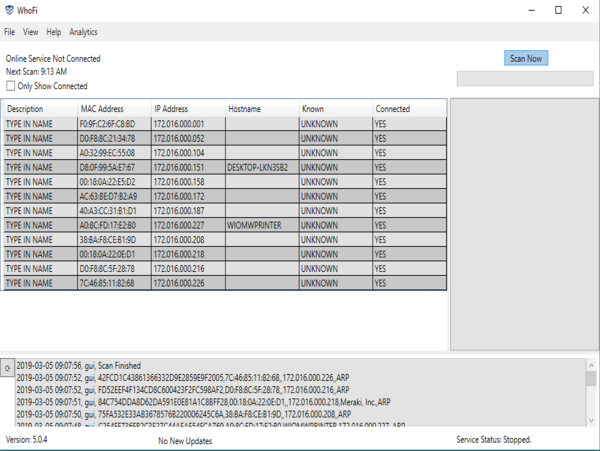 WhoFi
File View Help Analytics
Online Service Not Connected
Scan Now
Next Scan: 9:13 AM
Only Show Connected
Description MAC Address IP Address Hostname Known Connected
TYPE IN NAME F0:9F:C2:6F:C8:BD 172.016.000.001 UNKNOWN YES
TYPE IN NAME D0:F8:8C:21:34:78 172.016.000.052 UNKNOWN YES
TYPE IN NAME A0:32:99:EC:55:08 172.016.000.104 UNKNOWN YES
TYPE IN NAME D8:0F:99:5A:E7:67 172.016.000.151 DESKTOP-LKN3SB2 UNKNOWN YES
TYPE IN NAME 00:18:0A:22:E5:D2 172.016.000.158 UNKNOWN YES
TYPE IN NAME AC:63:BE:D7:B2:A9 172.016.000.172 UNKNOWN YES
TYPE IN NAME 40:A3:CC:31:B1:D1 172.016.000.187 UNKNOWN YES
TYPE IN NAME A0:8C:FD:17:E2:B0 172.016.000.227 WIOMWPRINTER UNKNOWN YES
TYPE IN NAME 38:BA:F8:CE:B1:9D 172.016.000.208 UNKNOWN YES
TYPE IN NAME 00:18:0A:22:0E:D1 172.016.000.218 UNKNOWN YES
TYPE IN NAME D0:F8:8C:5F:28:78 172.016.000.216 UNKNOWN YES
TYPE IN NAME 7C:46:85:11:82:68 172.016.000.226 UNKNOWN YES
2019-03-05 09:07:56, gui, Scan Finished
2019-03-05 09:07:52, gui, 42FCD1C43861366332D9E2859E9F2005,7C:46:85:11:82:68,,172.016.000.226,,ARP
2019-03-05 09:07:52, gui, FD52EEF4F134CD8C600423F2FC598AF2,D0:F8:8C:5F:28:78,,172.016.000.216,,ARP
2019-03-05 09:07:51, gui, 84C754DDA8D62DA591E0E81A1C8BFF28,00:18:0A:22:0E:D1,,172.016.000.218,Meraki, Inc.,ARP
2019-03-05 09:07:50, gui, 75FA532E33AB3678576B220006245C6A,38:BA:F8:CE:B1:9D,,172.016.000.208,,ARP
2019-03-05 09:07:48, gui,
Version: 5.0.4
No New Updates
Service Status: Stopped.